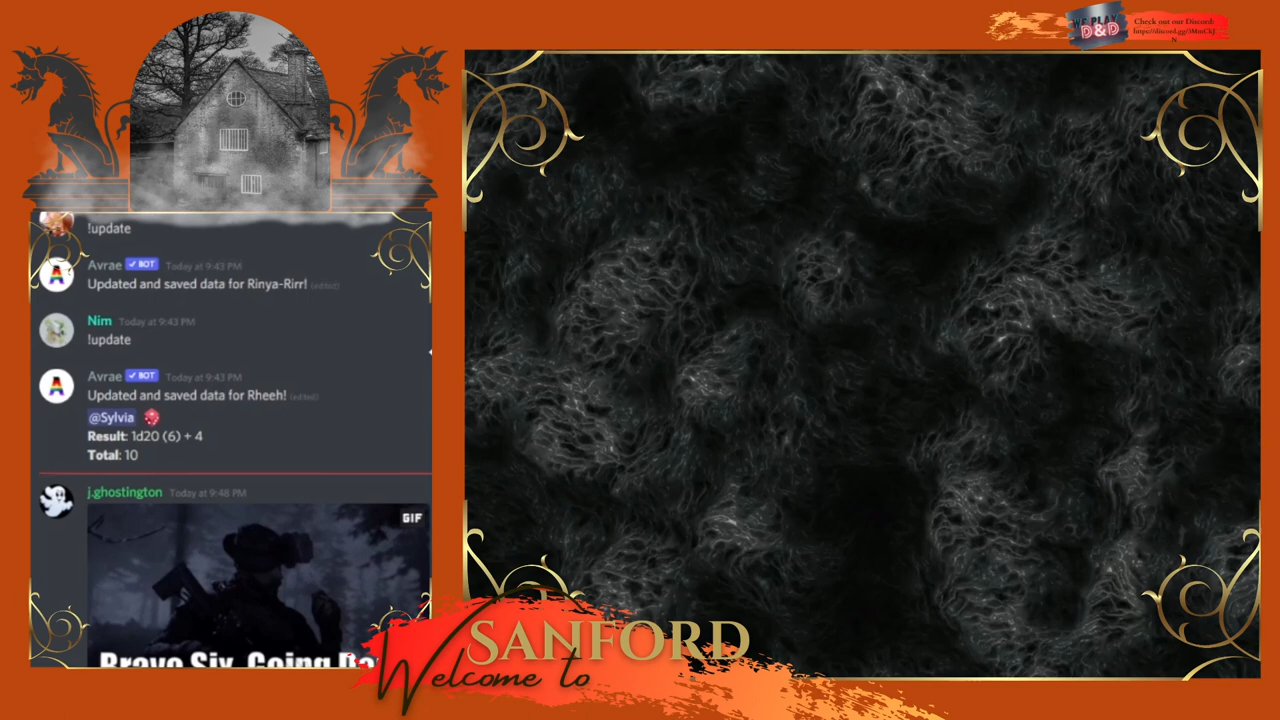 WE PLAY
D&D
Check out our Discord:
!update
Avrae BOT Today at 9:43 PM
Updated and saved data for Rinya-Rirr! (edited)
Nim Today at 9:43 PM
!update
Avrae BOT Today at 9:43 PM
Updated and saved data for Rheeh! (edited)
@Sylvia
Result: 1d20 (6) + 4
Total: 10
j.ghostington Today at 9:48 PM
GIF
Bravo Six, Going
Welcome to
SANFORD